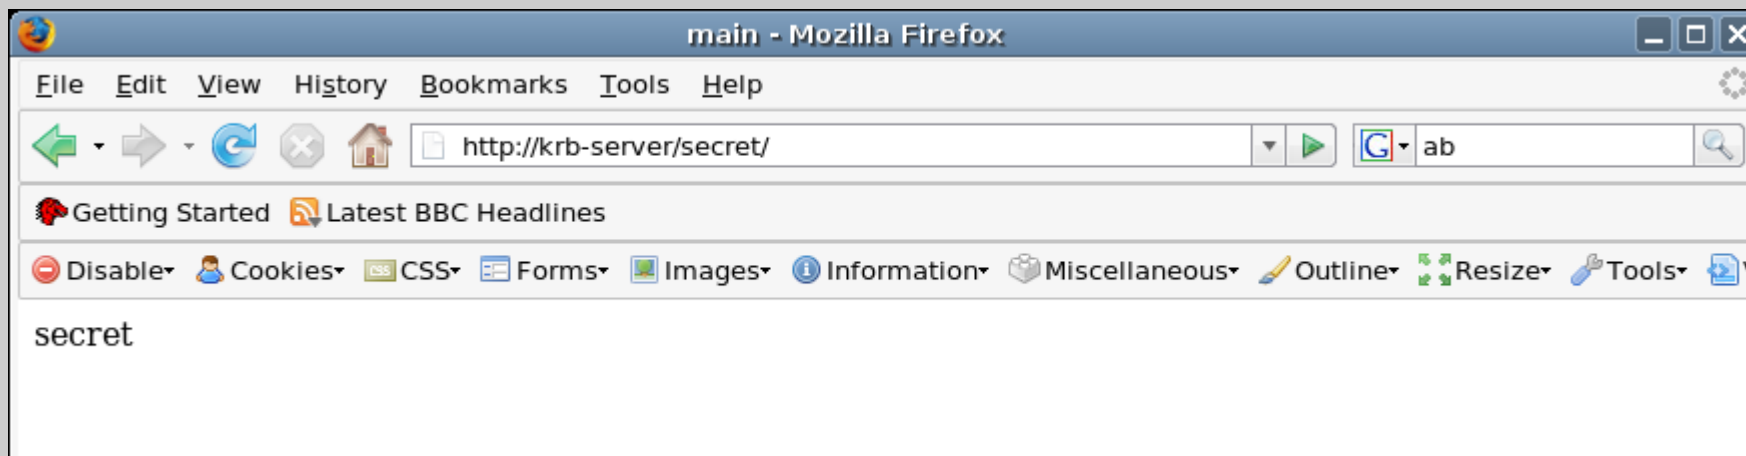 main - Mozilla Firefox
File Edit View History Bookmarks Tools Help
http://krb-server/secret/ G ab
Getting Started Latest BBC Headlines
Disable Cookies CSS CSS Forms Images Information Miscellaneous Outline Resize Tools V
secret